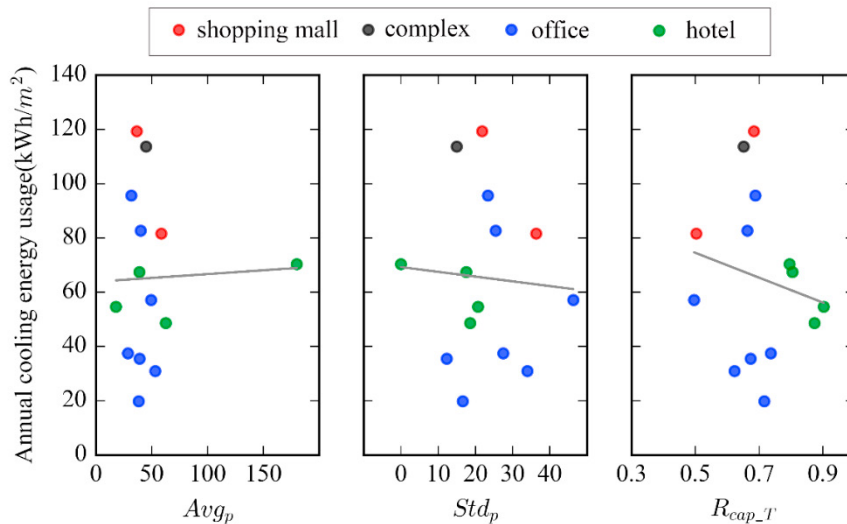 shopping mall complex office hotel
Annual cooling energy usage(kWh/m²)
140
120
100
80
60
40
20
0
0 50 100 150
0 10 20 30 40
0.3 0.5 0.7 0.9
Avg_p
Std_p
R_cap_T